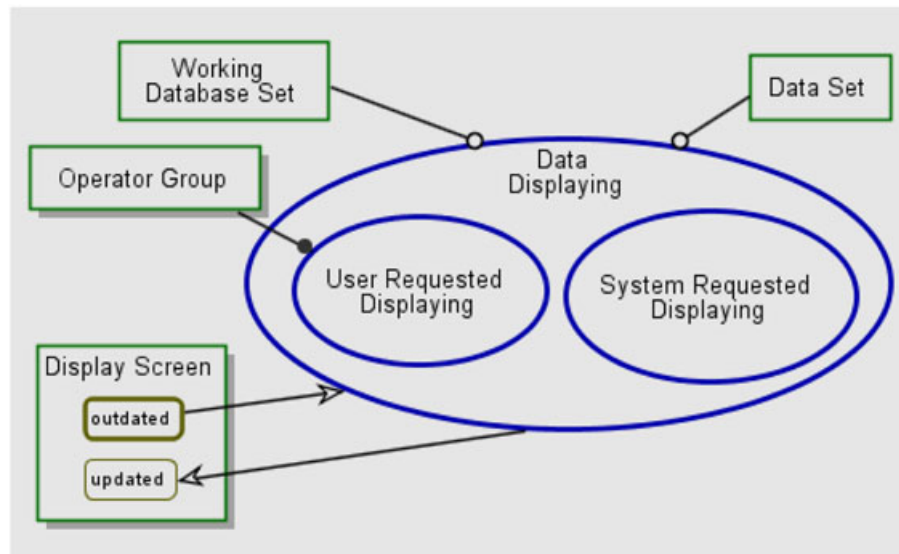 Working
Database Set
Data Set
Data
Displaying
Operator Group
User Requested
Displaying
System Requested
Displaying
Display Screen
outdated
updated